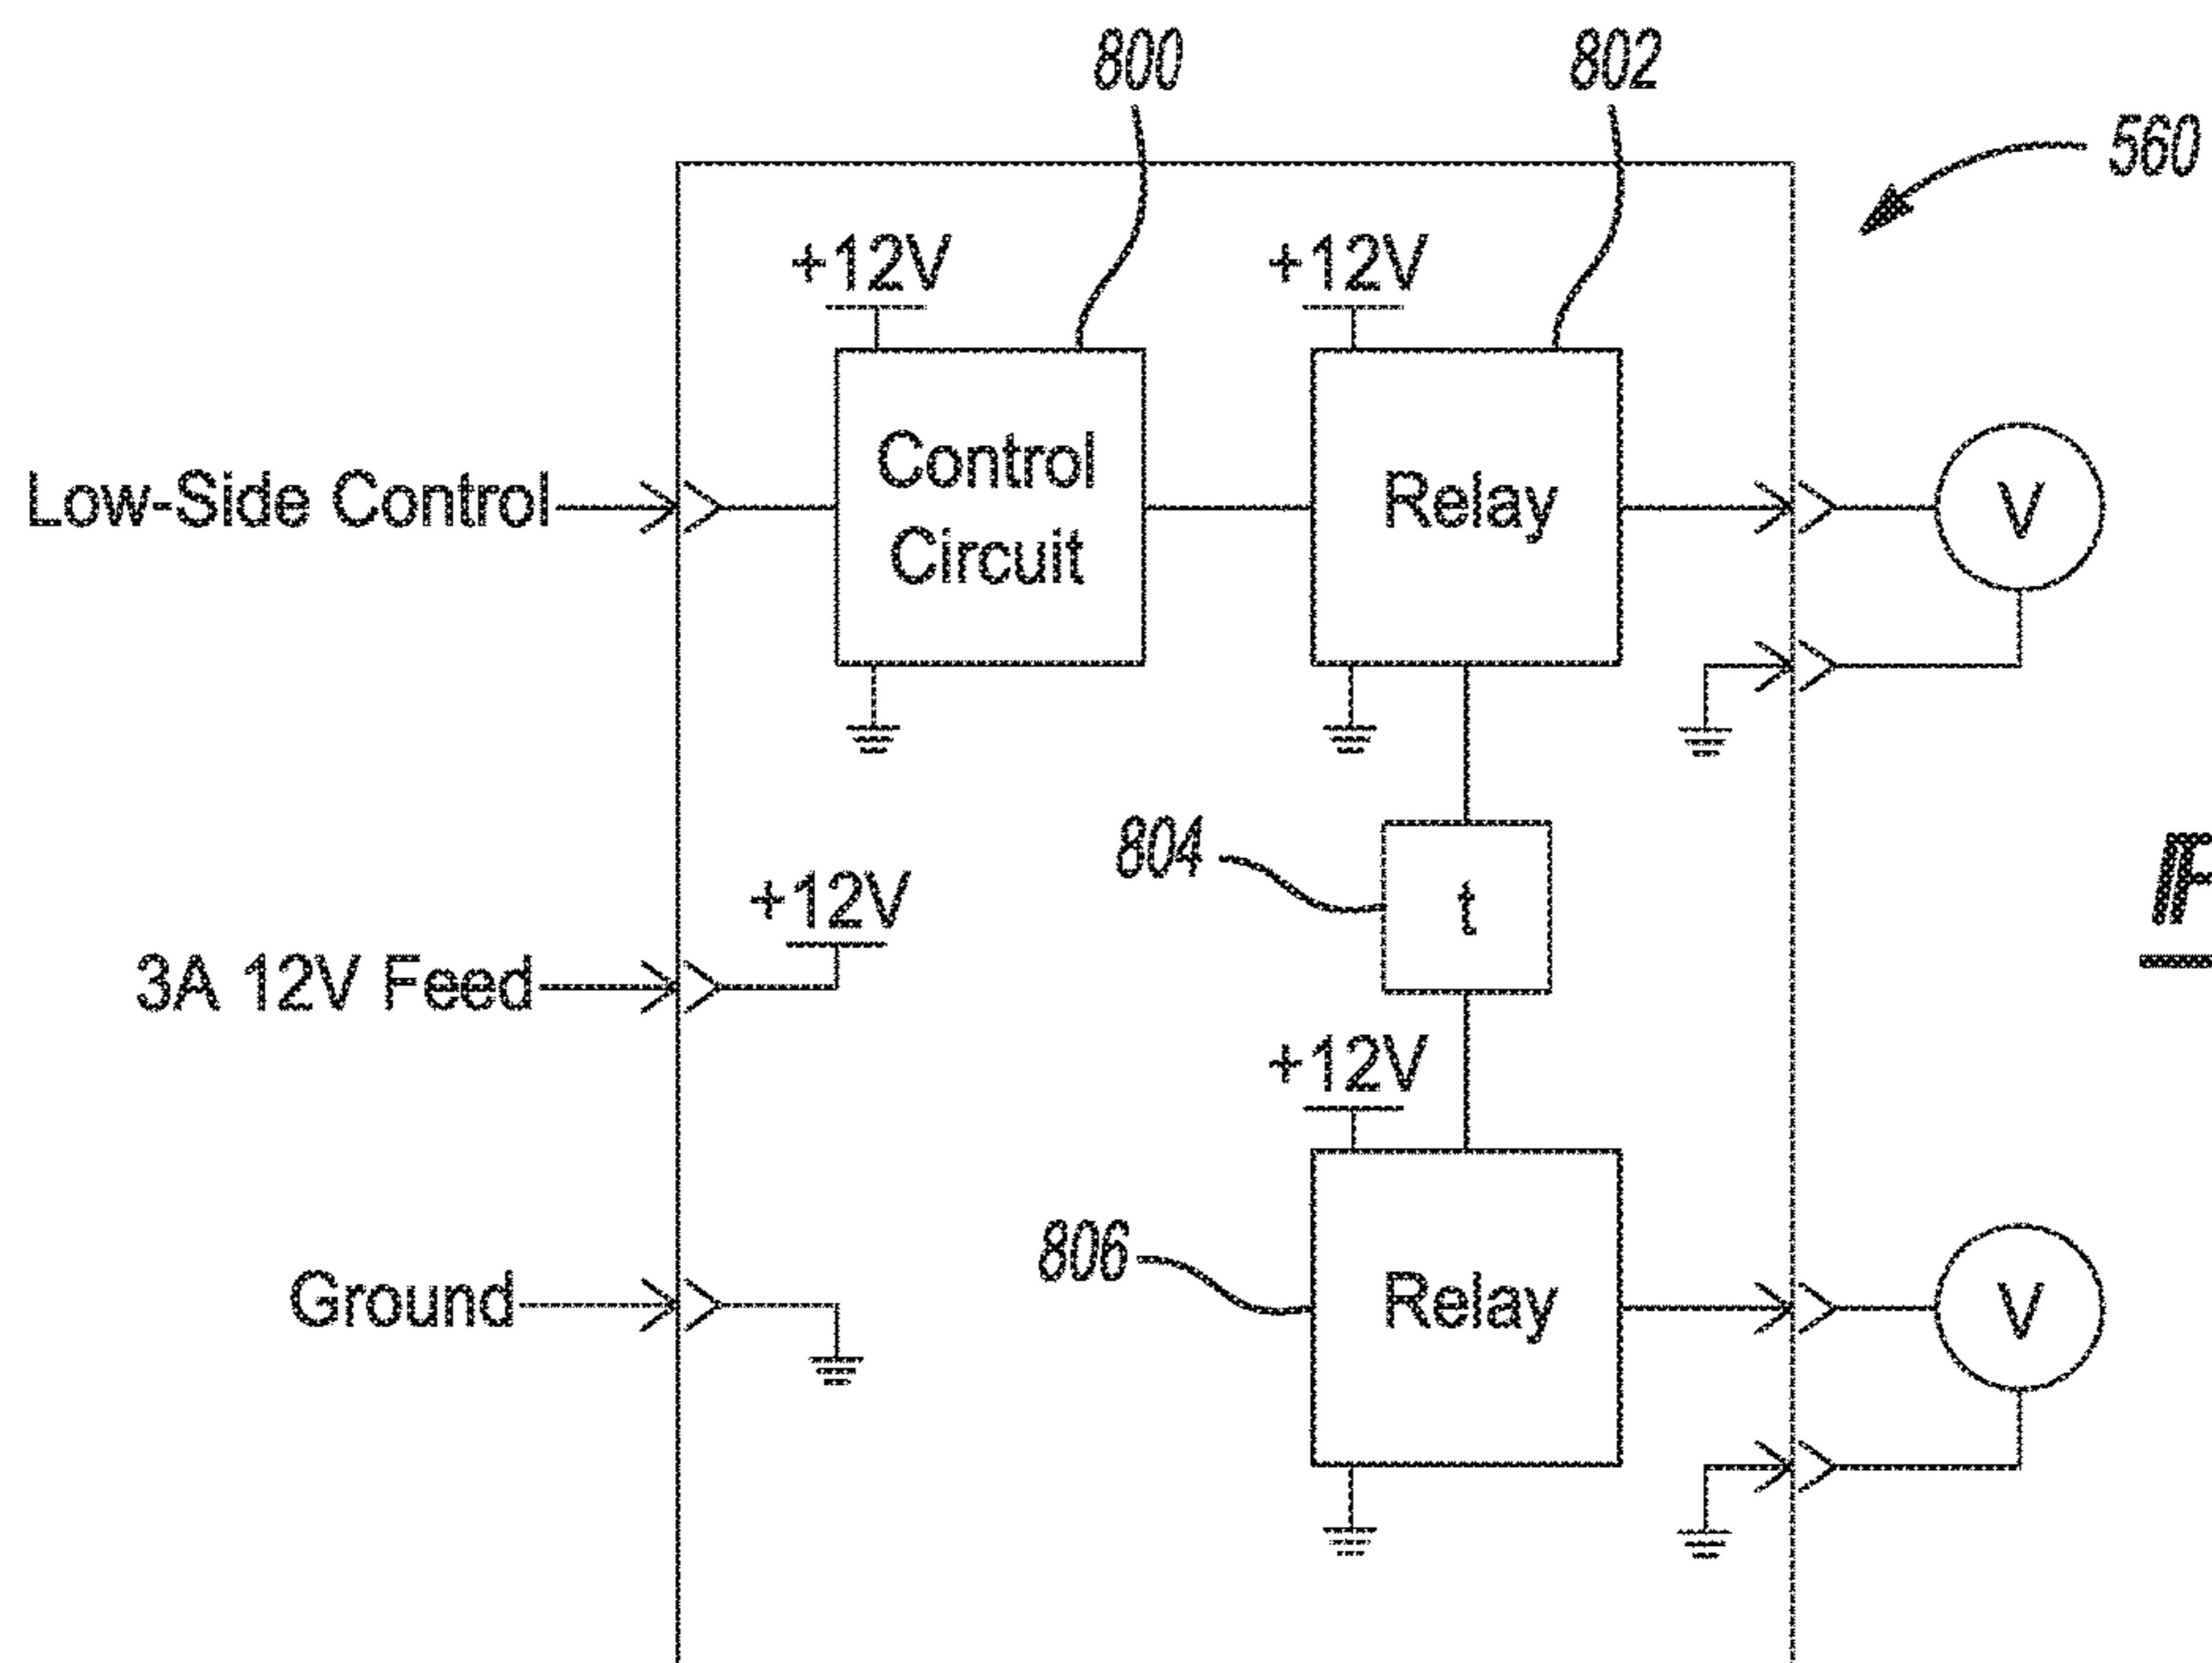 800
802
560
+12V
+12V
Low-Side Control
Control
Circuit
Relay
V
804
t
+12V
3A 12V Feed
+12V
Ground
806
Relay
V